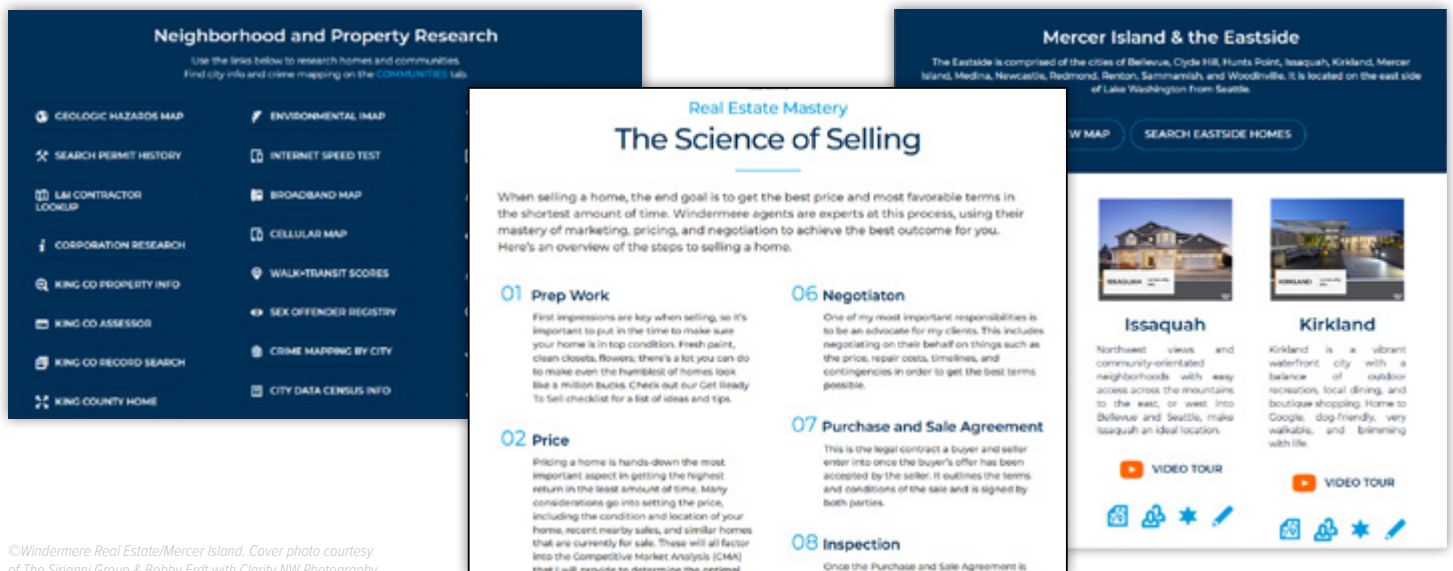 Neighborhood and Property Research
Use the links below to research homes and communities.
Find city info and crime mapping on the COMMUNITIES tab.
GEOLOGIC HAZARDS MAP
SEARCH PERMIT HISTORY
L&I CONTRACTOR
LOOKUP
CORPORATION RESEARCH
KING CO PROPERTY INFO
KING CO ASSESSOR
KING CO RECORD SEARCH
KING COUNTY HOME
ENVIRONMENTAL IMAP
INTERNET SPEED TEST
BROADBAND MAP
CELLULAR MAP
WALK+TRANSIT SCORES
SEX OFFENDER REGISTRY
CRIME MAPPING BY CITY
CITY DATA CENSUS INFO
Real Estate Mastery
The Science of Selling
When selling a home, the end goal is to get the best price and most favorable terms in
the shortest amount of time. Windermere agents are experts at this process, using their
mastery of marketing, pricing, and negotiation to achieve the best outcome for you.
Here's an overview of the steps to selling a home.
01 Prep Work
First impressions are key when selling, so it's
important to put in the time to make sure
your home is in top condition. Fresh paint,
clean closets, flowers; there's a lot you can do
to make even the humblest of homes look
like a million bucks. Check out our Get Ready
To Sell checklist for a list of ideas and tips.
02 Price
Pricing a home is hands-down the most
important aspect in getting the highest
return in the least amount of time. Many
considerations go into setting the price,
including the condition and location of your
home, recent nearby sales, and similar homes
that are currently for sale. These will all factor
into the Competitive Market Analysis (CMA)
that I will provide to determine the optimal
06 Negotiaton
One of my most important responsibilities is
to be an advocate for my clients. This includes
negotiating on their behalf on things such as
the price, repair costs, timelines, and
contingencies in order to get the best terms
possible.
07 Purchase and Sale Agreement
This is the legal contract a buyer and seller
enter into once the buyer's offer has been
accepted by the seller. It outlines the terms
and conditions of the sale and is signed by
both parties.
08 Inspection
Once the Purchase and Sale Agreement is
Mercer Island & the Eastside
The Eastside is comprised of the cities of Bellevue, Clyde Hill, Hunts Point, Issaquah, Kirkland, Mercer
Island, Medina, Newcastle, Redmond, Renton, Sammamish, and Woodinville. It is located on the east side
of Lake Washington from Seattle.
W MAP
SEARCH EASTSIDE HOMES
ISSAQUAH
KIRKLAND
Issaquah
Northwest views and
community-orientated
neighborhoods with easy
access across the mountains
to the east, or west into
Bellevue and Seattle, make
Issaquah an ideal location.
VIDEO TOUR
Kirkland
Kirkland is a vibrant
waterfront city with a
balance of outdoor
recreation, local dining, and
boutique shopping. Home to
Google, dog-friendly, very
walkable, and brimming
with life.
VIDEO TOUR
©Windermere Real Estate/Mercer Island. Cover photo courtesy
of The Sirianni Group & Bobby Erdt with Clarity NW Photography